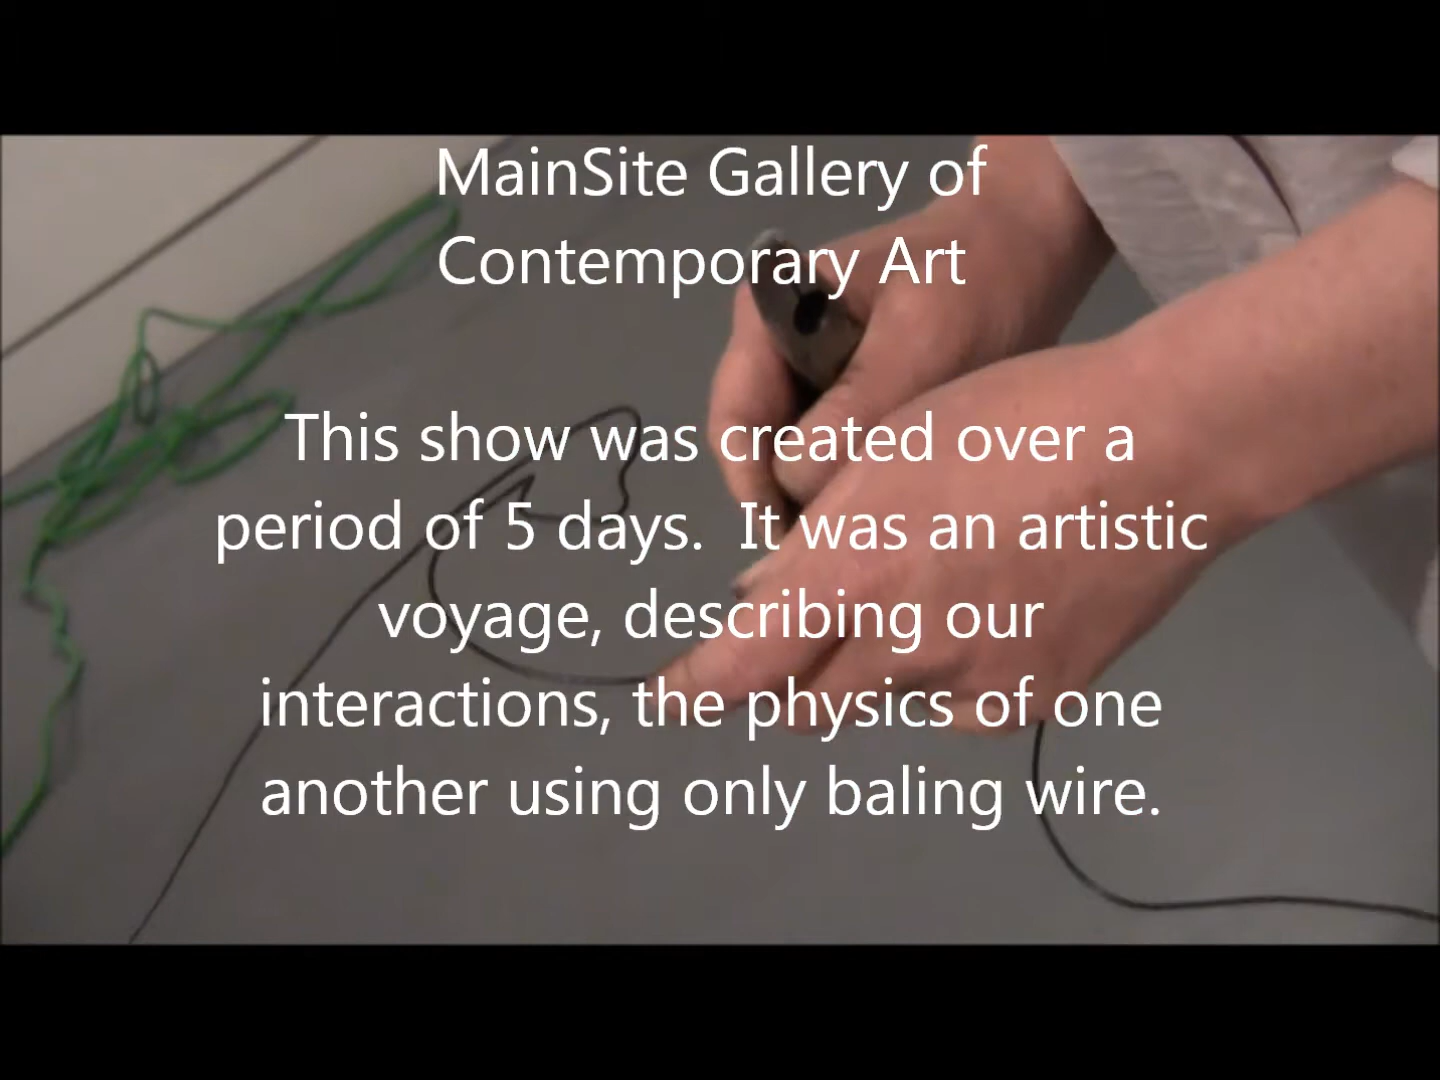 MainSite Gallery of
Contemporary Art
This show was created over a
period of 5 days.  It was an artistic
voyage, describing our
interactions, the physics of one
another using only baling wire.